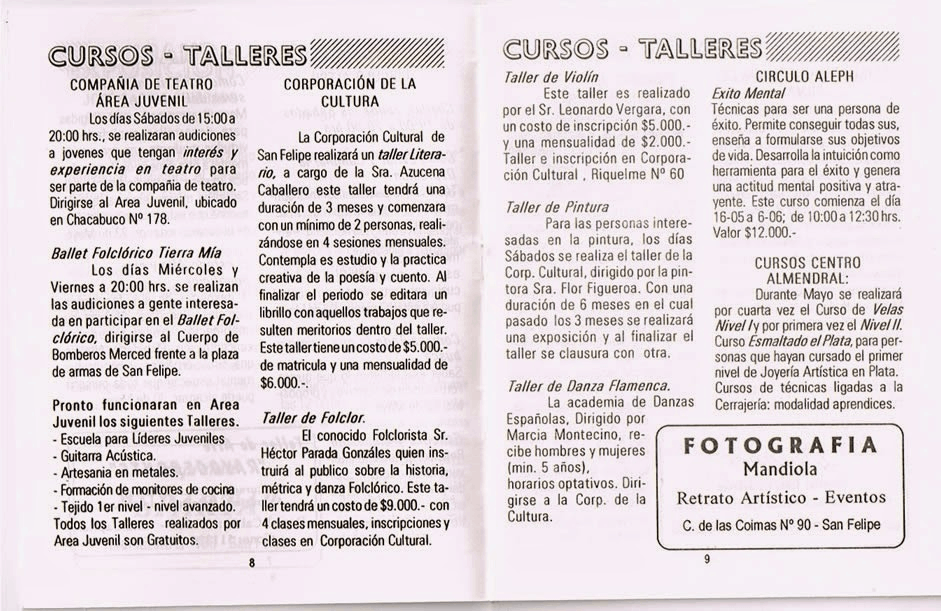 CURSOS - TALLERES
COMPAÑIA DE TEATRO
ÁREA JUVENIL
Los días Sábados de 15:00 a
20:00 hrs., se realizaran audiciones
a jovenes que tengan interés y
experiencia en teatro para
ser parte de la compañia de teatro.
Dirigirse al Area Juvenil, ubicado
en Chacabuco Nº 178.
Ballet Folclórico Tierra Mía
Los días Miércoles y
Viernes a 20:00 hrs. se realizan
las audiciones a gente interesa-
da en participar en el Ballet Fol-
clórico, dirigirse al Cuerpo de
Bomberos Merced frente a la plaza
de armas de San Felipe.
Pronto funcionaran en Area
Juvenil los siguientes Talleres.
- Escuela para Líderes Juveniles
- Guitarra Acústica.
- Artesania en metales.
- Formación de monitores de cocina
- Tejido 1er nivel - nivel avanzado.
Todos los Talleres realizados por
Area Juvenil son Gratuitos.
CORPORACIÓN DE LA
CULTURA
La Corporación Cultural de
San Felipe realizará un taller Litera-
rio, a cargo de la Sra. Azucena
Caballero este taller tendrá una
duración de 3 meses y comenzara
con un mínimo de 2 personas, reali-
zándose en 4 sesiones mensuales.
Contempla es estudio y la practica
creativa de la poesía y cuento. Al
finalizar el periodo se editara un
librillo con aquellos trabajos que re-
sulten meritorios dentro del taller.
Este taller tiene un costo de $5.000.-
de matricula y una mensualidad de
$6.000.-.
Taller de Folclor.
El conocido Folclorista Sr.
Héctor Parada Gonzáles quien ins-
truirá al publico sobre la historia,
métrica y danza Folclórico. Este ta-
ller tendrá un costo de $9.000.- con
4 clases mensuales, inscripciones y
clases en Corporación Cultural.
8
CURSOS - TALLERES
Taller de Violín
Este taller es realizado
por el Sr. Leonardo Vergara, con
un costo de inscripción $5.000.-
y una mensualidad de $2.000.-
Taller e inscripción en Corpora-
ción Cultural , Riquelme Nº 60
Taller de Pintura
Para las personas intere-
sadas en la pintura, los días
Sábados se realiza el taller de la
Corp. Cultural, dirigido por la pin-
tora Sra. Flor Figueroa. Con una
duración de 6 meses en el cual
pasado los 3 meses se realizará
una exposición y al finalizar el
taller se clausura con otra.
Taller de Danza Flamenca.
La academia de Danzas
Españolas, Dirigido por
Marcia Montecino, re-
cibe hombres y mujeres
(min. 5 años),
horarios optativos. Diri-
girse a la Corp. de la
Cultura.
CIRCULO ALEPH
Exito Mental
Técnicas para ser una persona de
éxito. Permite conseguir todas sus,
enseña a formularse sus objetivos
de vida. Desarrolla la intuición como
herramienta para el éxito y genera
una actitud mental positiva y atra-
yente. Este curso comienza el día
16-05 a 6-06; de 10:00 a 12:30 hrs.
Valor $12.000.-
CURSOS CENTRO
ALMENDRAL:
Durante Mayo se realizará
por cuarta vez el Curso de Velas
Nivel I y por primera vez el Nivel II.
Curso Esmaltado el Plata, para per-
sonas que hayan cursado el primer
nivel de Joyería Artística en Plata.
Cursos de técnicas ligadas a la
Cerrajería: modalidad aprendices.
FOTOGRAFIA
Mandiola
Retrato Artístico - Eventos
C. de las Coimas Nº 90 - San Felipe
9